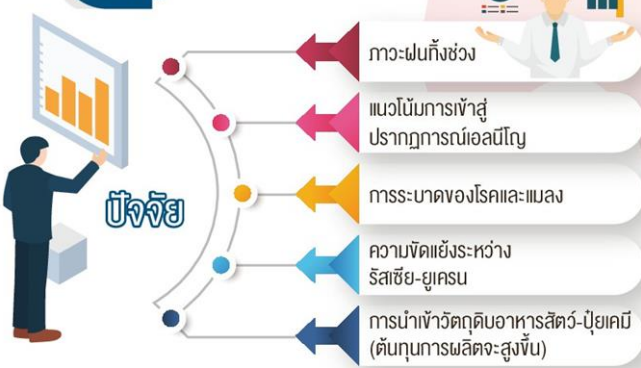 ปัจจัย
ภาวะฝนทิ้งช่วง
แนวโน้มการเข้าสู่
ปรากฏการณ์เอลนีโญ
การระบาดของโรคและแมลง
ความขัดแย้งระหว่าง
รัสเซีย-ยูเครน
การนำเข้าวัตถุดิบอาหารสัตว์-ปุ๋ยเคมี
(ต้นทุนการผลิตจะสูงขึ้น)